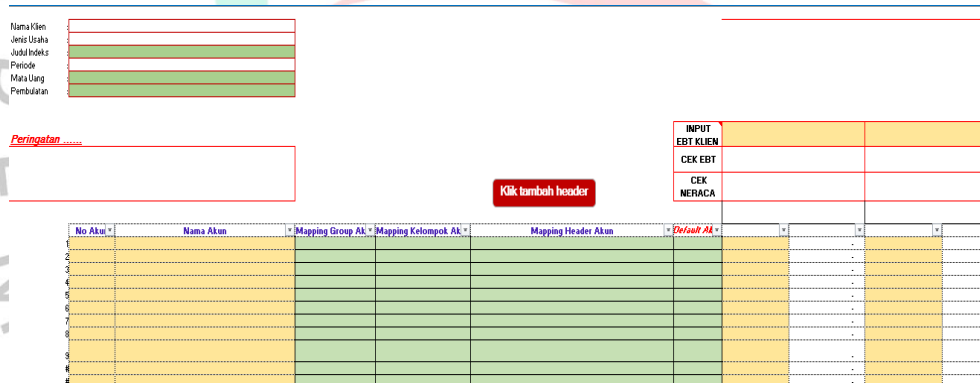 Nama Klien :
Jenis Usaha :
Judul Indeks :
Periode :
Mata Uang :
Pembulatan :
Peringatan ......
INPUT
EBT KLIEN
CEK EBT
CEK
NERACA
Klik tambah header
No Aku Nama Akun Mapping Group Ak Mapping Kelompok Ak Mapping Header Akun Default Ak
1 -
2 -
3 -
4 -
5 -
6 -
7 -
8 -
9 -
# -
# -